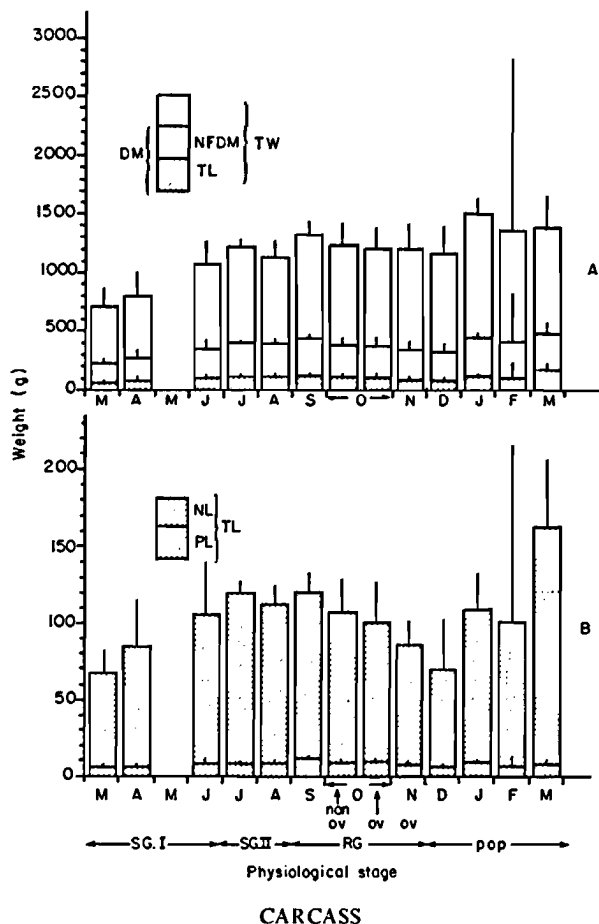 3000
2500
2000
1500
1000
500
0
DM
NFDM
TL
TW
A
M A M J J A S O N D J F M
Weight (g)
200
150
100
50
0
NL
PL
TL
B
M A M J J A S O N D J F M
non
ov ov ov
SG.I SG.II RG pop
Physiological stage
CARCASS